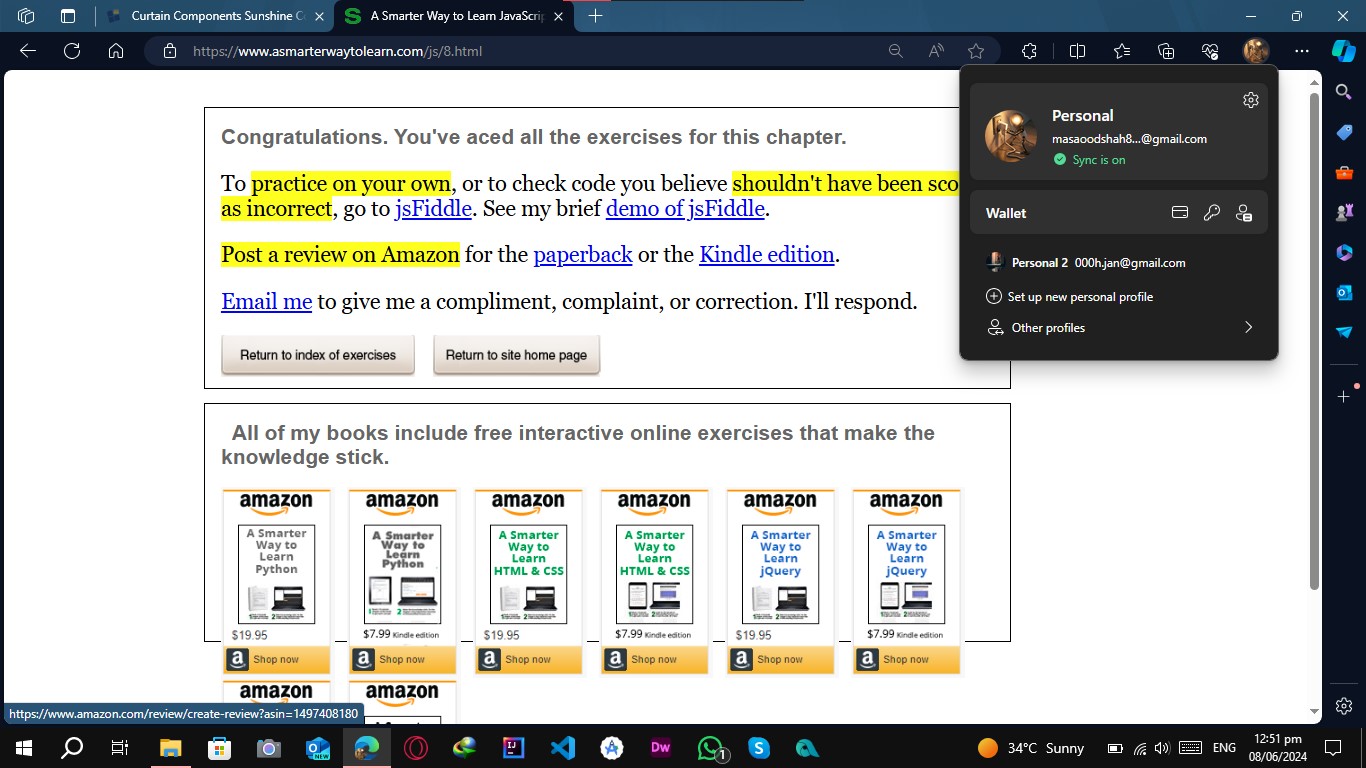 Curtain Components Sunshine C
A Smarter Way to Learn JavaScrip
https://www.asmarterwaytolearn.com/js/8.html
Personal
masaoodshah8...@gmail.com
Sync is on
Wallet
Personal 2 000h.jan@gmail.com
Set up new personal profile
Other profiles
Congratulations. You've aced all the exercises for this chapter.
To practice on your own, or to check code you believe shouldn't have been sco
as incorrect, go to jsFiddle. See my brief demo of jsFiddle.
Post a review on Amazon for the paperback or the Kindle edition.
Email me to give me a compliment, complaint, or correction. I'll respond.
Return to index of exercises Return to site home page
All of my books include free interactive online exercises that make the
knowledge stick.
amazon amazon amazon amazon amazon amazon
A Smarter A Smarter A Smarter A Smarter A Smarter A Smarter
Way to Way to Way to Way to Way to Way to
Learn Learn Learn Learn Learn Learn
Python Python HTML & CSS HTML & CSS jQuery jQuery
$19.95 $7.99 Kindle edition $19.95 $7.99 Kindle edition $19.95 $7.99 Kindle edition
a Shop now a Shop now a Shop now a Shop now a Shop now a Shop now
amazon amazon
https://www.amazon.com/review/create-review?asin=1497408180
NEW
Dw
1
34°C Sunny
ENG
12:51 pm
08/06/2024